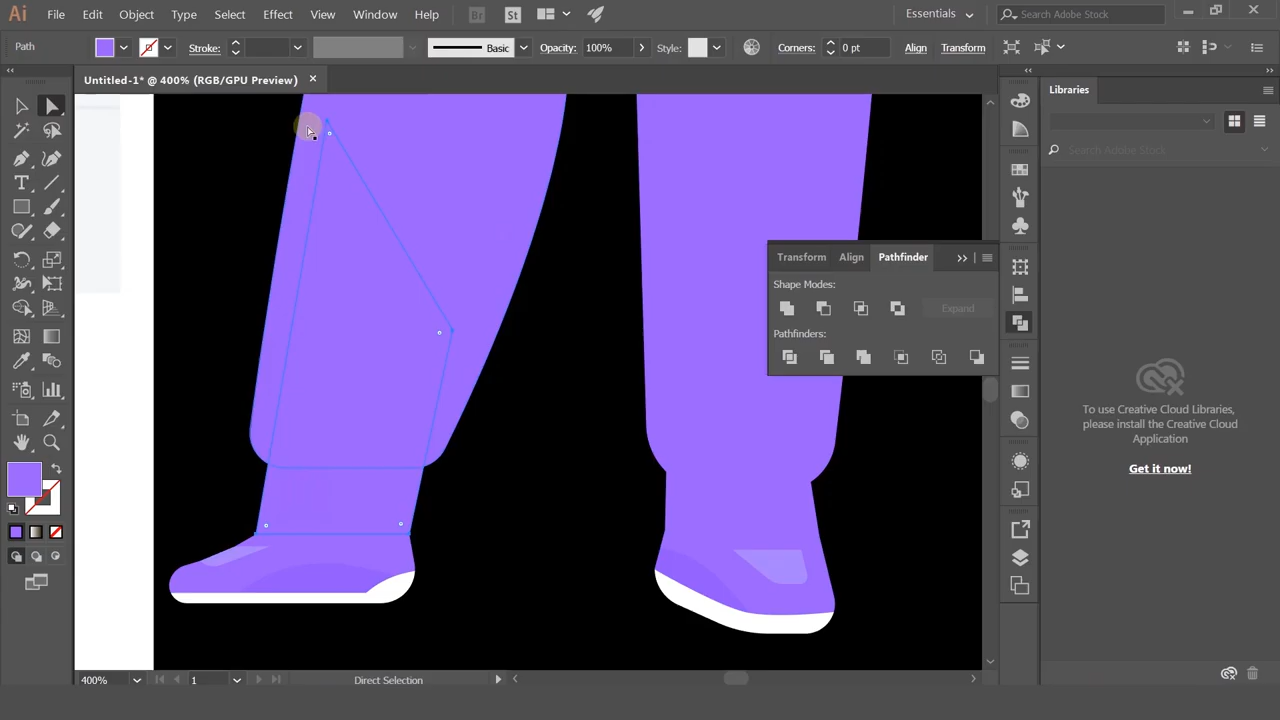 Ai File Edit Object Type Select Effect View Window Help Br St Essentials Search Adobe Stock
Path Stroke: Basic Opacity: 100% Style: Corners: 0 pt Align Transform
Untitled-1* @ 400% (RGB/GPU Preview)
Libraries
Search Adobe Stock
Transform Align Pathfinder
Shape Modes:
Expand
Pathfinders:
To use Creative Cloud Libraries,
please install the Creative Cloud
Application
Get it now!
400% 1 Direct Selection